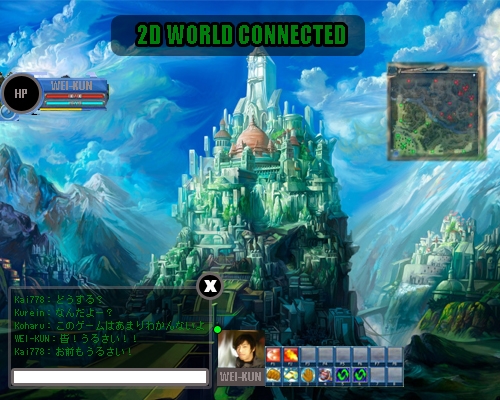 2D WORLD CONNECTED
WEI-KUN
HP
Kai778: どうする?
Kurein: なんだよー?
Koharu: このゲームはあまりわかんないよ
WEI-KUN: 皆!うるさい!!
Kai778: お前もうるさい!
X
WEI-KUN